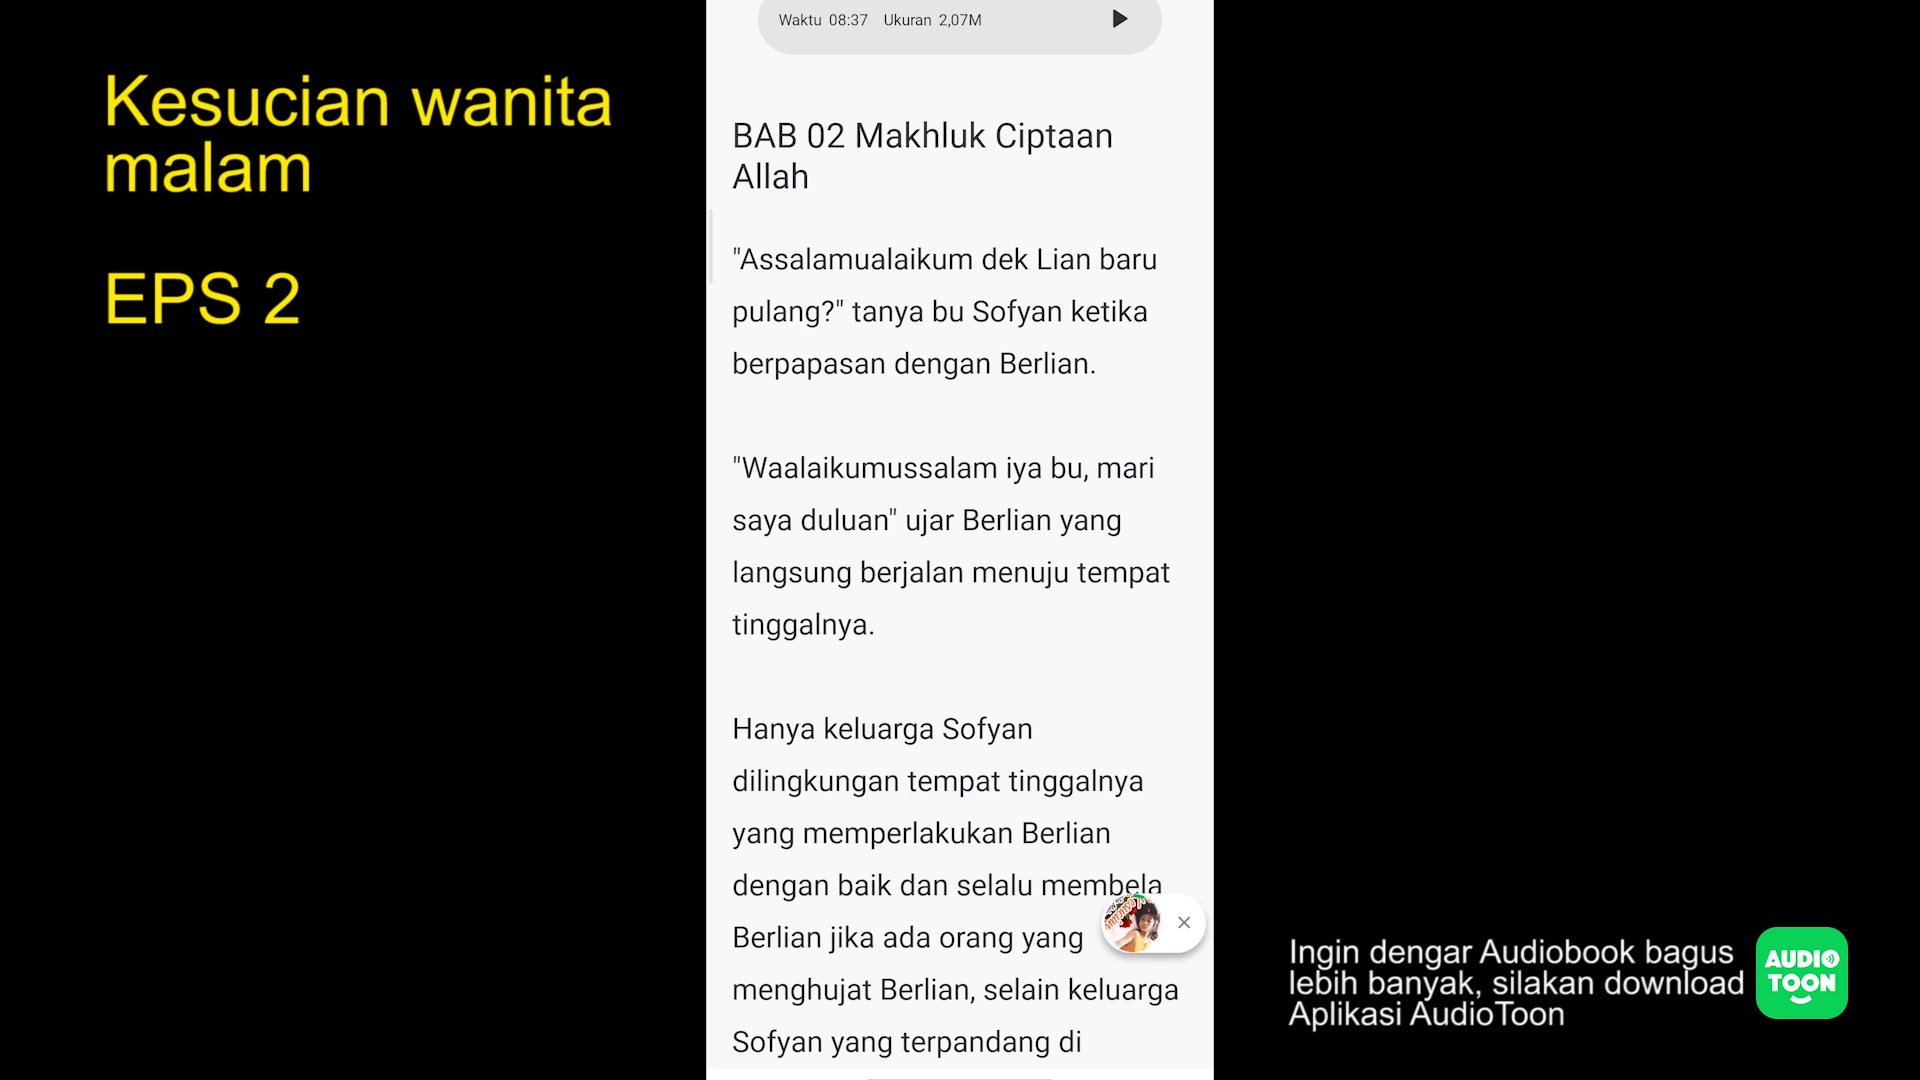 Kesucian wanita
malam
EPS 2
Waktu 08:37 Ukuran 2,07M
BAB 02 Makhluk Ciptaan
Allah
"Assalamualaikum dek Lian baru
pulang?" tanya bu Sofyan ketika
berpapasan dengan Berlian.
"Waalaikumussalam iya bu, mari
saya duluan" ujar Berlian yang
langsung berjalan menuju tempat
tinggalnya.
Hanya keluarga Sofyan
dilingkungan tempat tinggalnya
yang memperlakukan Berlian
dengan baik dan selalu membela
Berlian jika ada orang yang
menghujat Berlian, selain keluarga
Sofyan yang terpandang di
Ingin dengar Audiobook bagus
lebih banyak, silakan download
Aplikasi AudioToon
AUDIO
TOON